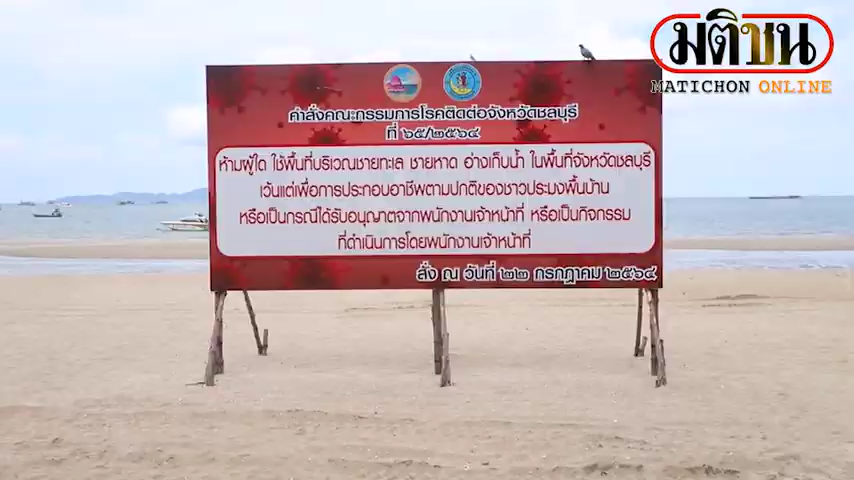 มติชน
MATICHON ONLINE
คำสั่งคณะกรรมการโรคติดต่อจังหวัดชลบุรี
ที่ ๖๕/๒๕๖๔
ห้ามผู้ใด ใช้พื้นที่บริเวณชายทะเล ชายหาด อ่างเก็บน้ำ ในพื้นที่จังหวัดชลบุรี
เว้นแต่เพื่อการประกอบอาชีพตามปกติของชาวประมงพื้นบ้าน
หรือเป็นกรณีได้รับอนุญาตจากพนักงานเจ้าหน้าที่ หรือเป็นกิจกรรม
ที่ดำเนินการโดยพนักงานเจ้าหน้าที่
สั่ง ณ วันที่ ๒๒ กรกฎาคม ๒๕๖๔